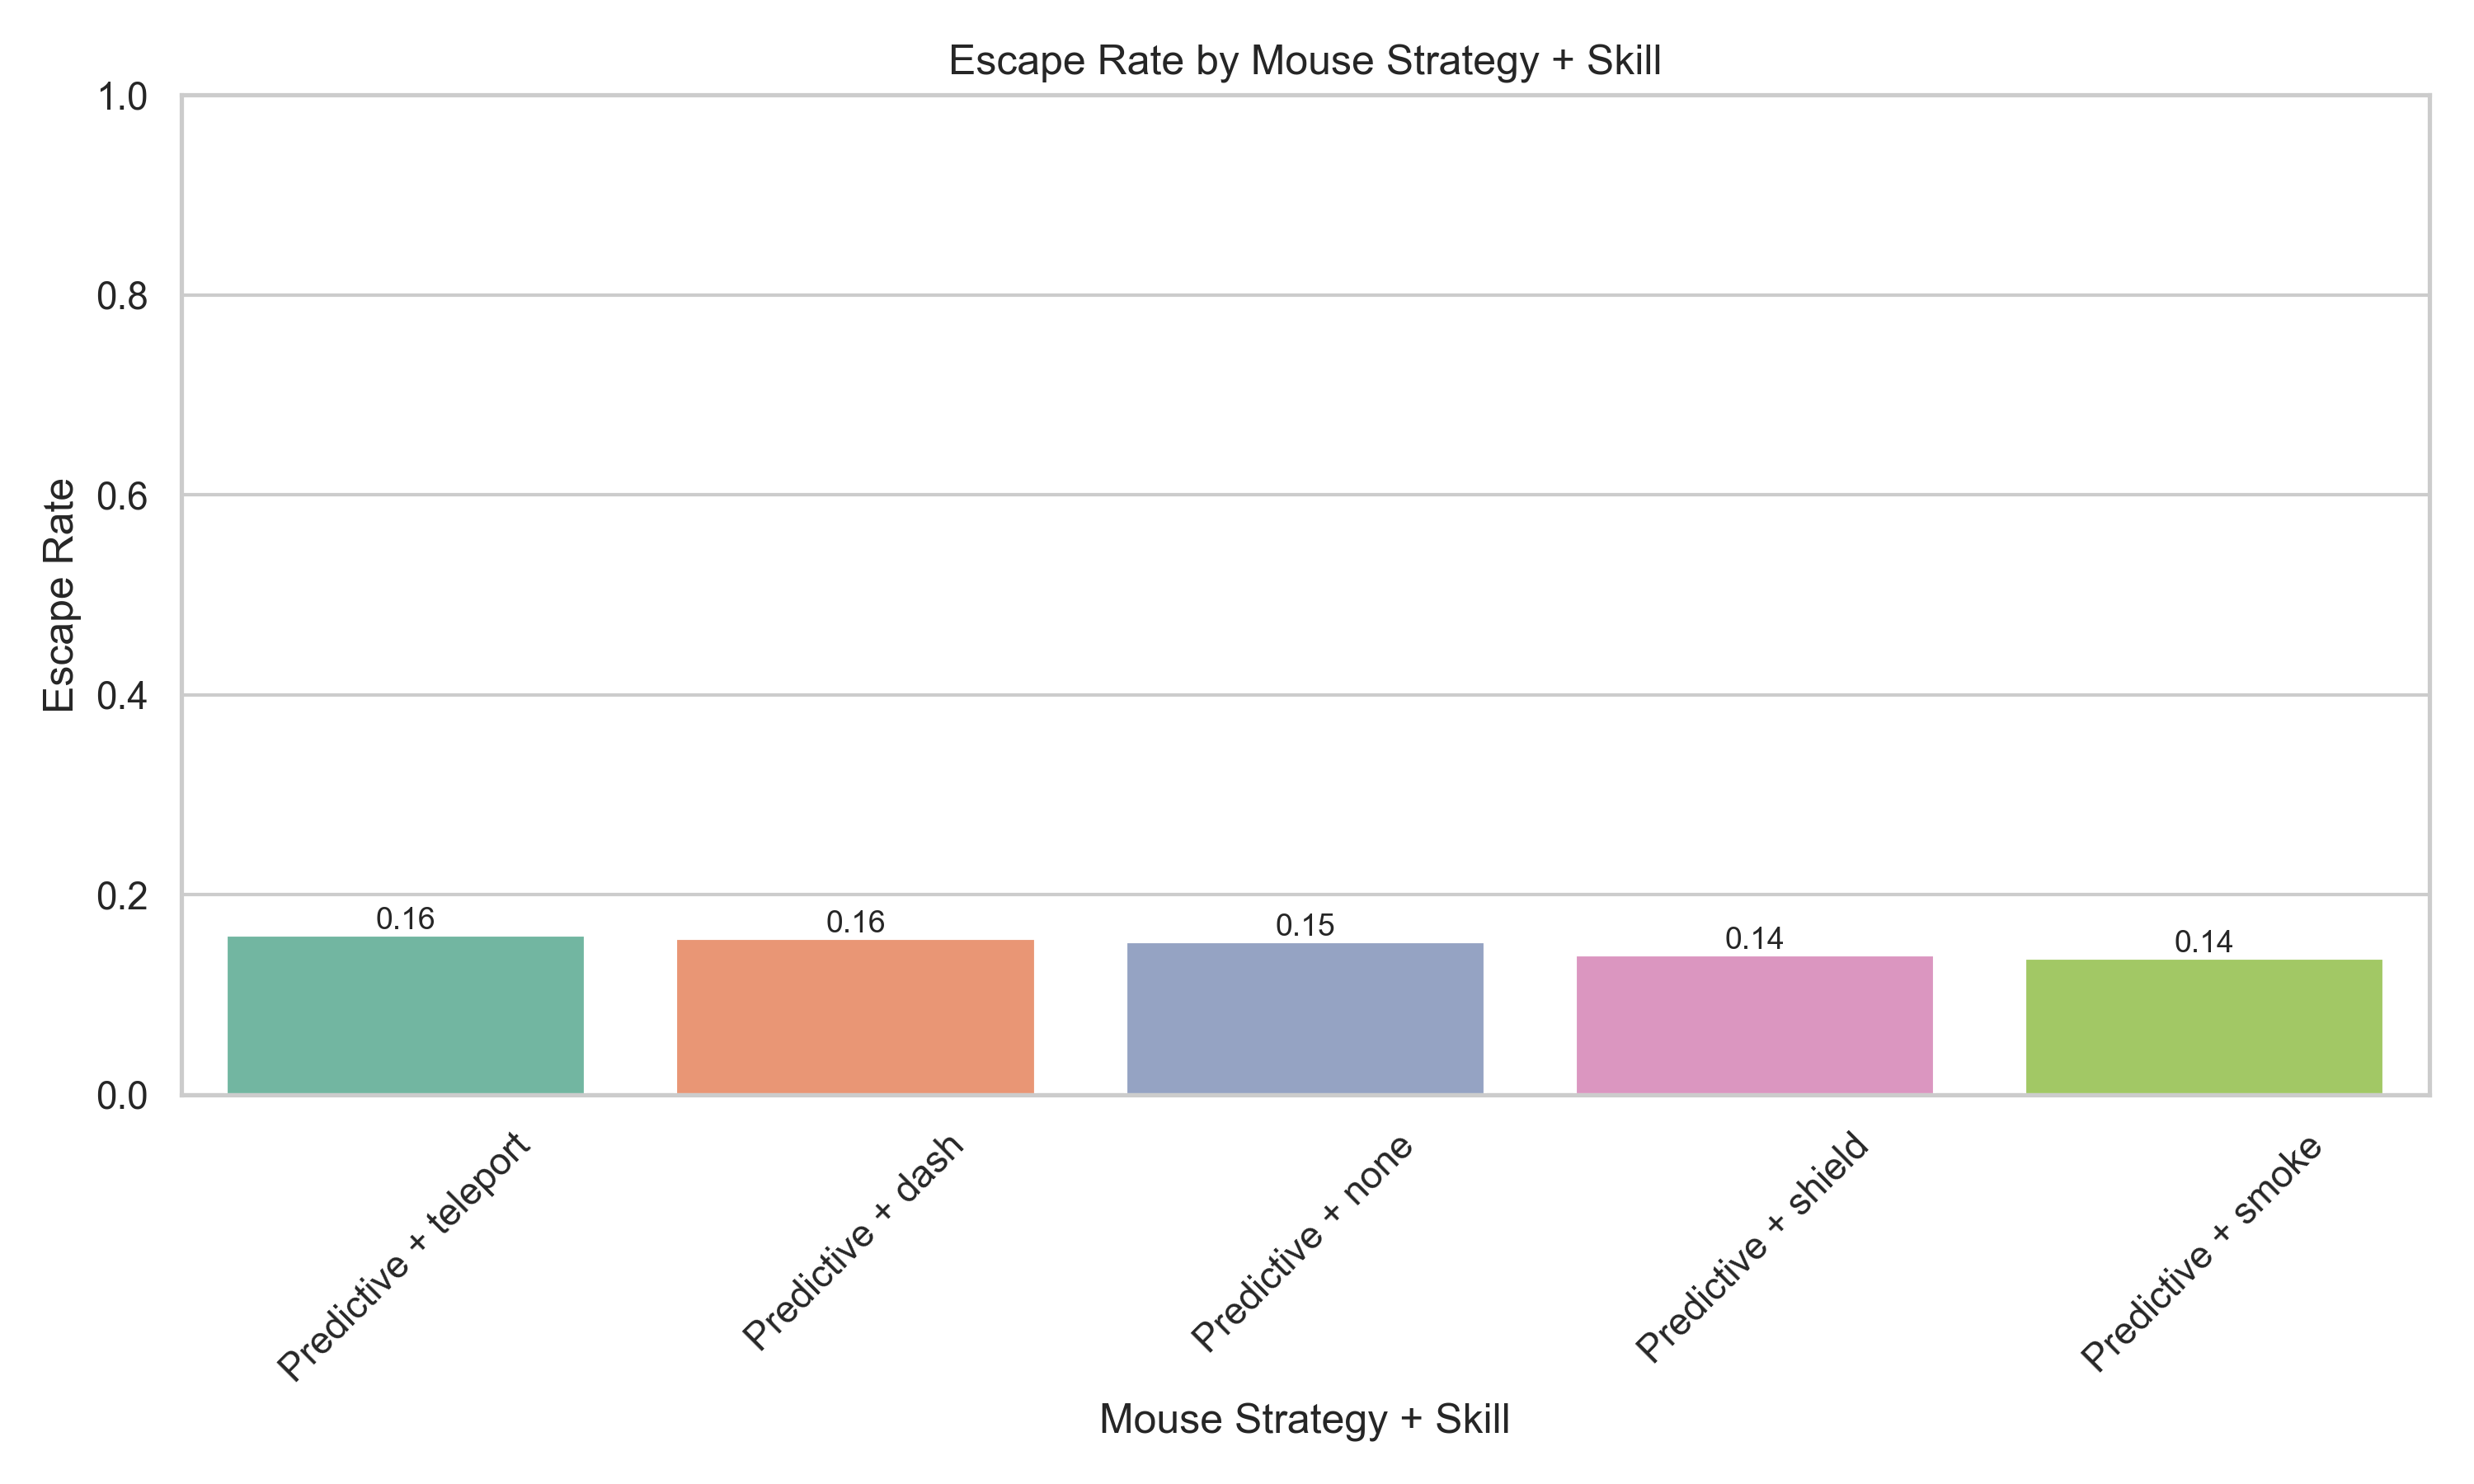 Escape Rate by Mouse Strategy + Skill
1.0
0.8
0.6
0.4
0.2
0.0
Escape Rate
0.16
0.16
0.15
0.14
0.14
Predictive + teleport
Predictive + dash
Predictive + none
Predictive + shield
Predictive + smoke
Mouse Strategy + Skill